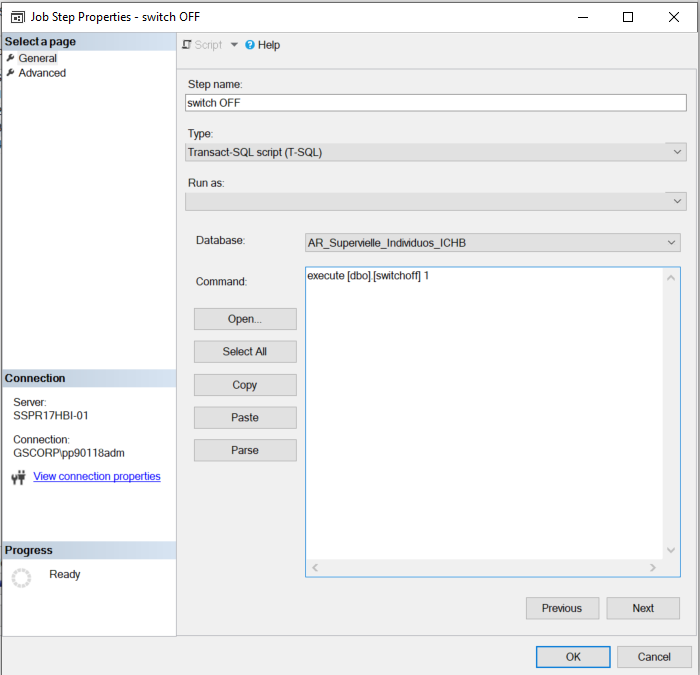 Job Step Properties - switch OFF
Select a page
General
Advanced
Script
Help
Step name:
switch OFF
Type:
Transact-SQL script (T-SQL)
Run as:
Database:
AR_Supervielle_Individuos_ICHB
Command:
execute [dbo].[switchoff] 1
Open...
Select All
Copy
Paste
Parse
Connection
Server:
SSPR17HBI-01
Connection:
GSCORP\pp90118adm
View connection properties
Progress
Ready
Previous
Next
OK
Cancel